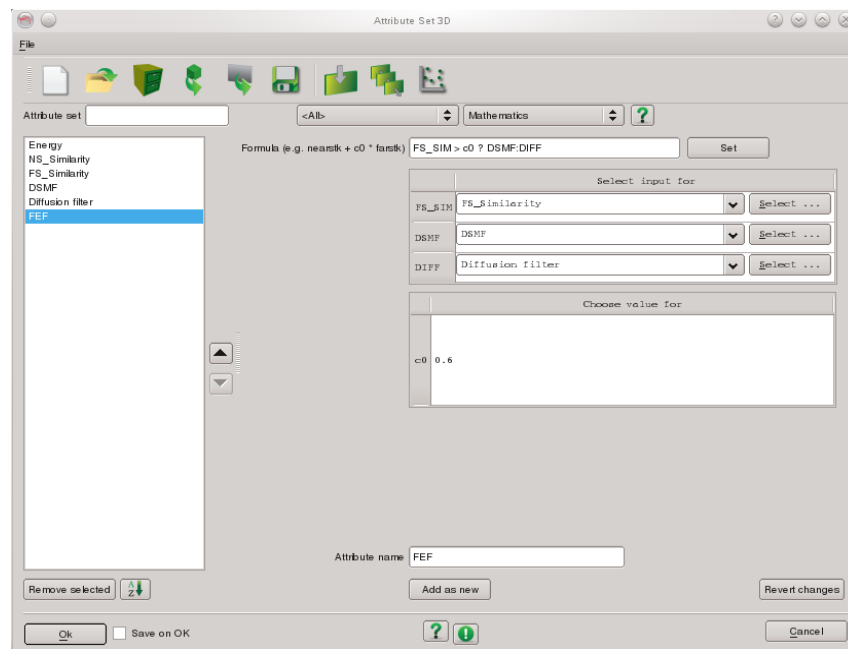 Attribute Set 3D
File
Attribute set
<All>
Mathematics
?
Energy
NS_Similarity
FS_Similarity
DSMF
Diffusion filter
FEF
Formula (e.g. nearstk + c0 * farstk) FS_SIM > c0 ? DSMF:DIFF Set
Select input for
FS_SIM FS_Similarity Select ...
DSMF DSMF Select ...
DIFF Diffusion filter Select ...
Choose value for
c0 0.6
Attribute name FEF
Remove selected A Z Add as new Revert changes
Ok Save on OK ? Cancel